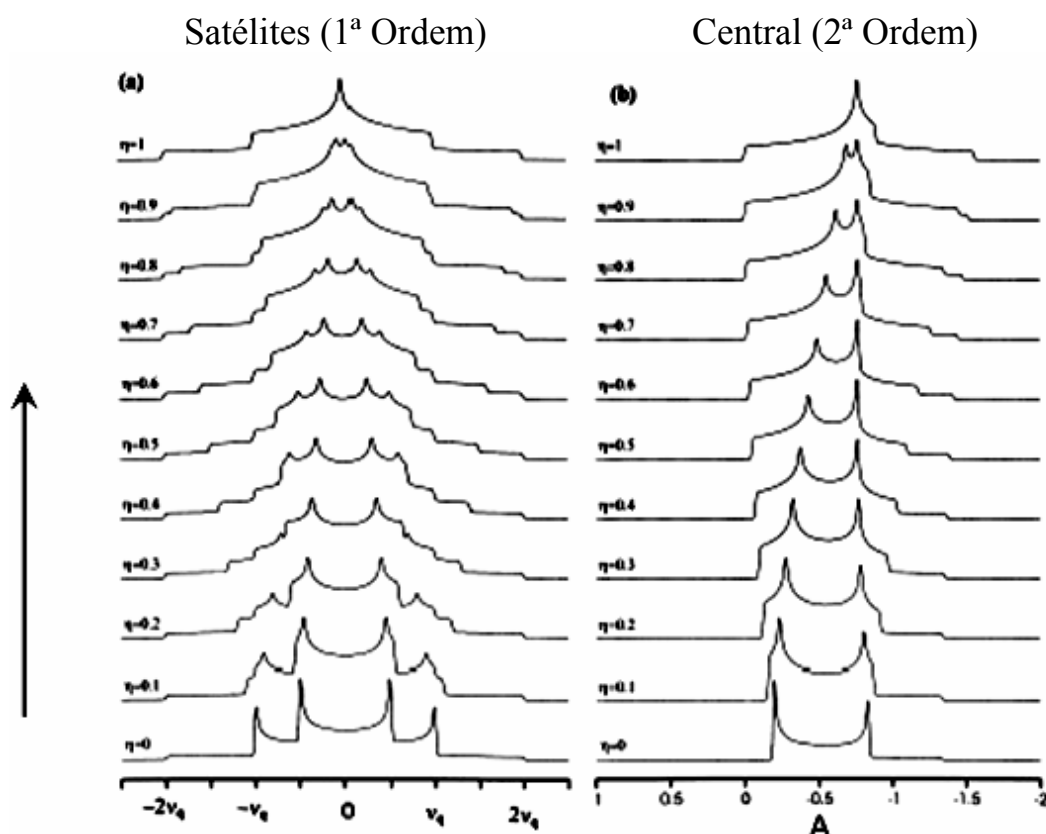 Satélites (1ª Ordem)
Central (2ª Ordem)
(a)
η=1
η=0.9
η=0.8
η=0.7
η=0.6
η=0.5
η=0.4
η=0.3
η=0.2
η=0.1
η=0
−2νq
−νq
0
νq
2νq
(b)
η=1
η=0.9
η=0.8
η=0.7
η=0.6
η=0.5
η=0.4
η=0.3
η=0.2
η=0.1
η=0
1
0.5
0
-0.5
-1
-1.5
-2
A